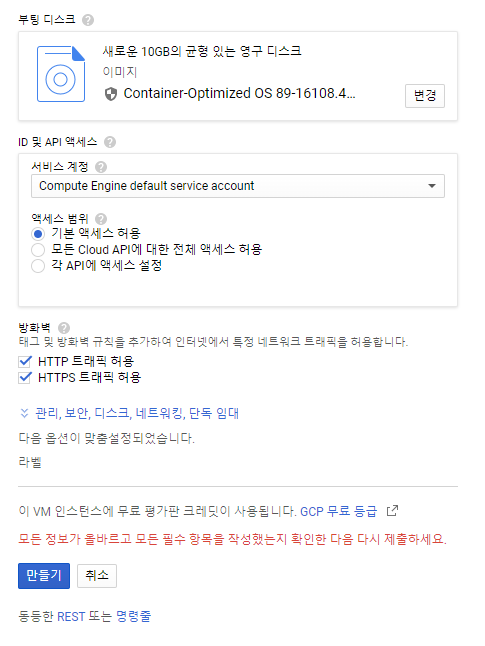 부팅 디스크
새로운 10GB의 균형 있는 영구 디스크
이미지
Container-Optimized OS 89-16108.4...
변경
ID 및 API 액세스
서비스 계정
Compute Engine default service account
액세스 범위
기본 액세스 허용
모든 Cloud API에 대한 전체 액세스 허용
각 API에 액세스 설정
방화벽
태그 및 방화벽 규칙을 추가하여 인터넷에서 특정 네트워크 트래픽을 허용합니다.
HTTP 트래픽 허용
HTTPS 트래픽 허용
관리, 보안, 디스크, 네트워킹, 단독 임대
다음 옵션이 맞춤설정되었습니다.
라벨
이 VM 인스턴스에 무료 평가판 크레딧이 사용됩니다. GCP 무료 등급
모든 정보가 올바르고 모든 필수 항목을 작성했는지 확인한 다음 다시 제출하세요.
만들기 취소
동등한 REST 또는 명령줄